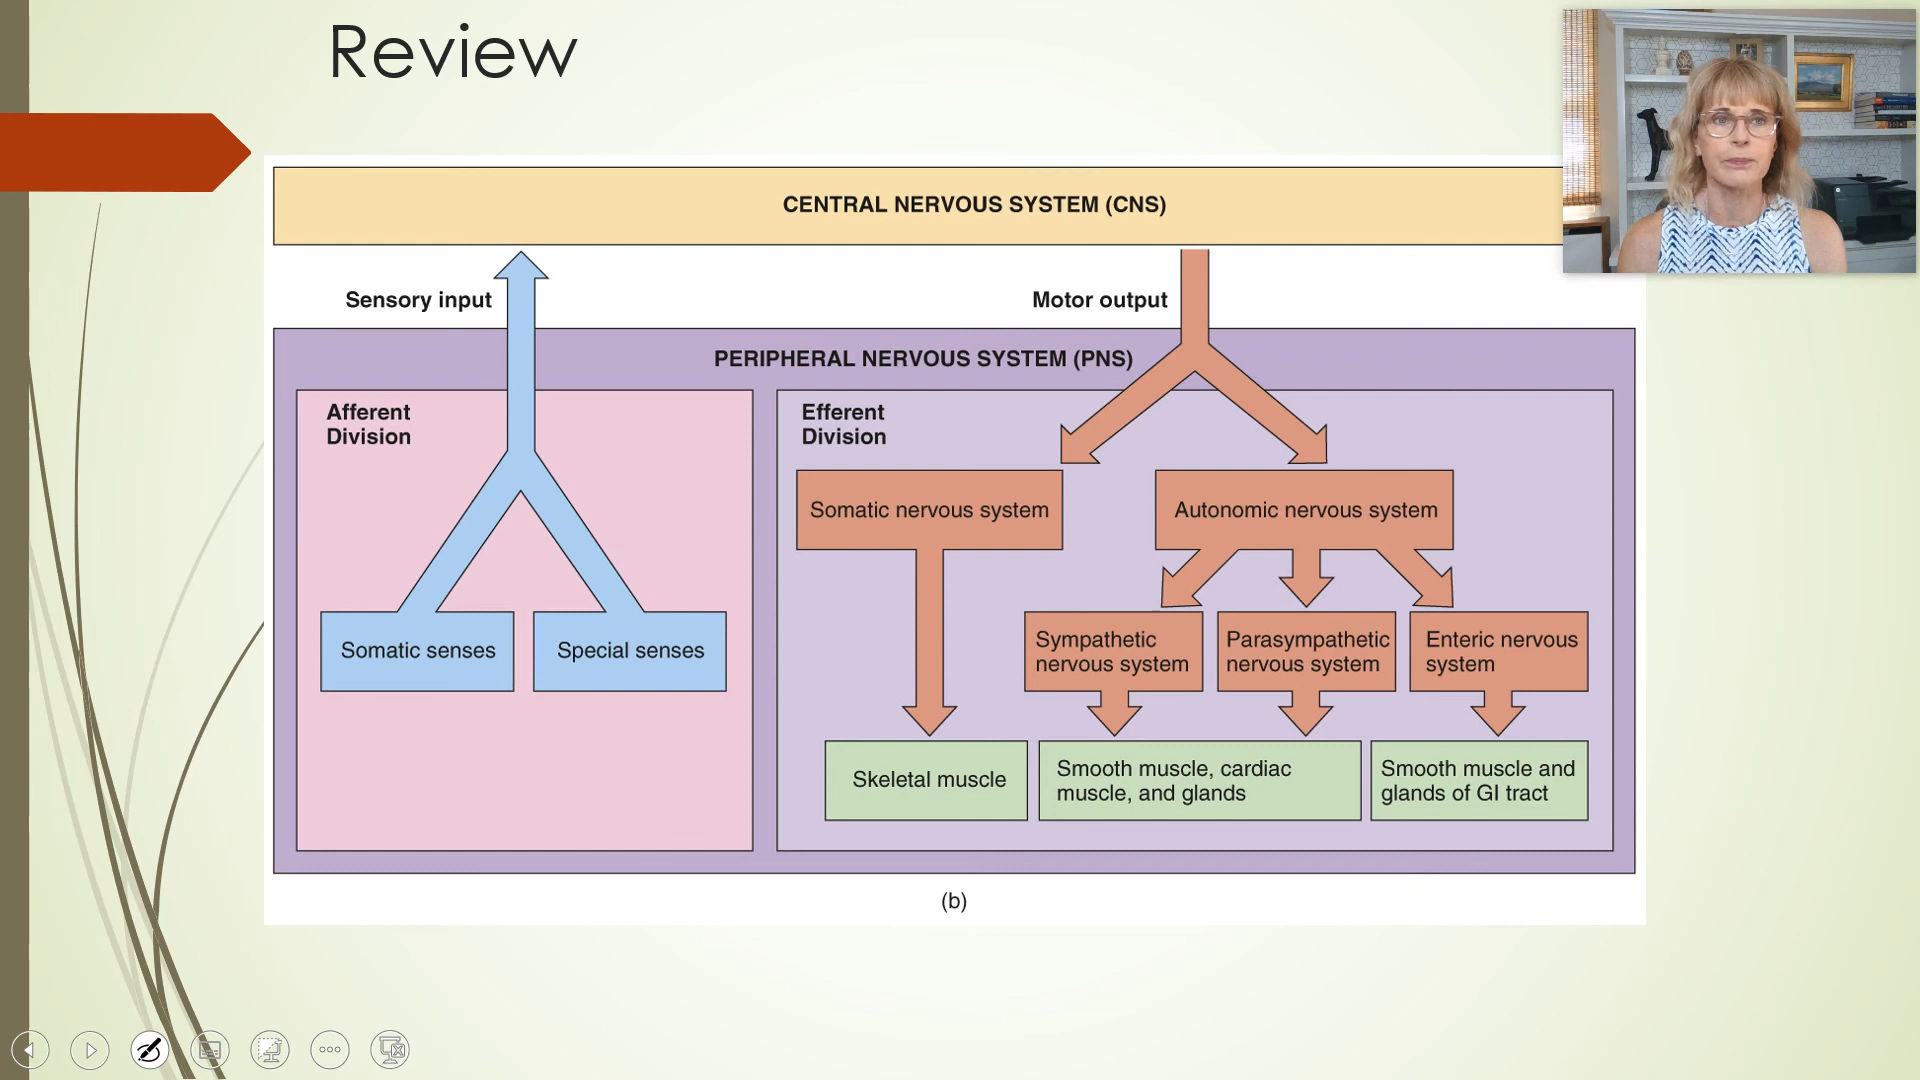 Review
CENTRAL NERVOUS SYSTEM (CNS)
Sensory input
Motor output
PERIPHERAL NERVOUS SYSTEM (PNS)
Afferent
Division
Efferent
Division
Somatic nervous system
Autonomic nervous system
Somatic senses
Special senses
Sympathetic
nervous system
Parasympathetic
nervous system
Enteric nervous
system
Skeletal muscle
Smooth muscle, cardiac
muscle, and glands
Smooth muscle and
glands of GI tract
(b)